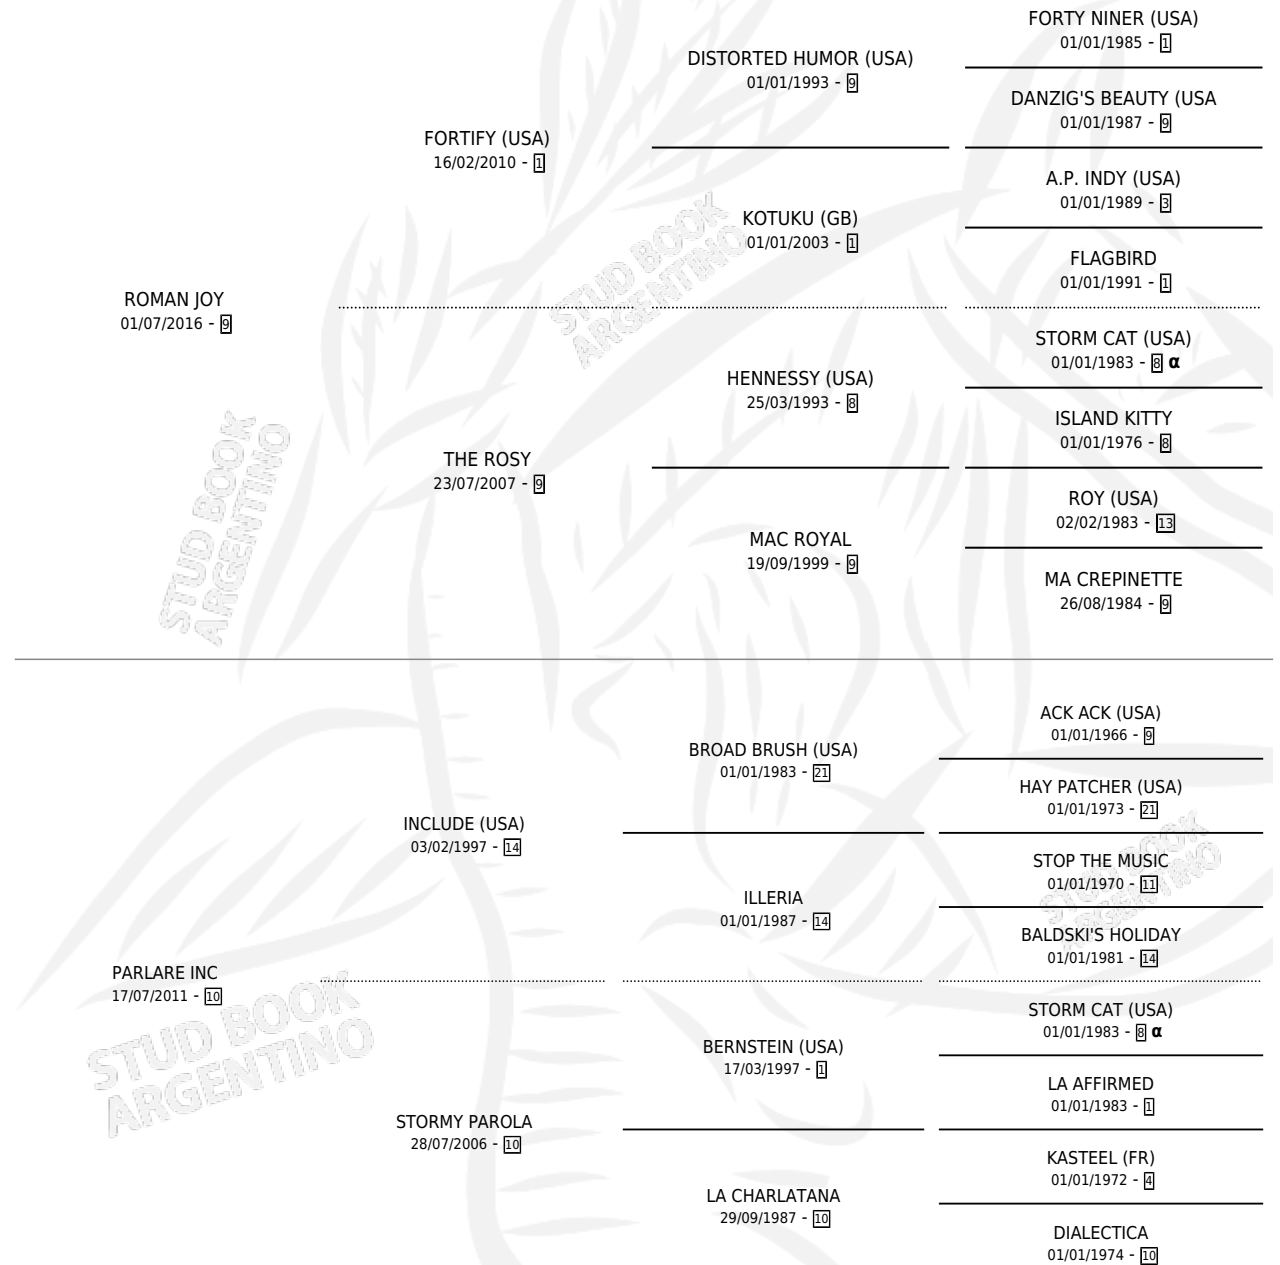 FORTY NINER (USA)
01/01/1985 - 1
DISTORTED HUMOR (USA)
01/01/1993 - 9
DANZIG'S BEAUTY (USA
01/01/1987 - 9
FORTIFY (USA)
16/02/2010 - 1
A.P. INDY (USA)
01/01/1989 - 3
KOTUKU (GB)
01/01/2003 - 1
FLAGBIRD
01/01/1991 - 1
ROMAN JOY
01/07/2016 - 9
STORM CAT (USA)
01/01/1983 - 8 α
HENNESSY (USA)
25/03/1993 - 8
ISLAND KITTY
01/01/1976 - 8
THE ROSY
23/07/2007 - 9
ROY (USA)
02/02/1983 - 13
MAC ROYAL
19/09/1999 - 9
MA CREPINETTE
26/08/1984 - 9
ACK ACK (USA)
01/01/1966 - 9
BROAD BRUSH (USA)
01/01/1983 - 21
HAY PATCHER (USA)
01/01/1973 - 21
INCLUDE (USA)
03/02/1997 - 14
STOP THE MUSIC
01/01/1970 - 11
ILLERIA
01/01/1987 - 14
BALDSKI'S HOLIDAY
01/01/1981 - 14
PARLARE INC
17/07/2011 - 10
STORM CAT (USA)
01/01/1983 - 8 α
BERNSTEIN (USA)
17/03/1997 - 1
LA AFFIRMED
01/01/1983 - 1
STORMY PAROLA
28/07/2006 - 10
KASTEEL (FR)
01/01/1972 - 4
LA CHARLATANA
29/09/1987 - 10
DIALECTICA
01/01/1974 - 10
STUD BOOK
ARGENTINO
STUD BOOK
ARGENTINO
STUD BOOK
ARGENTINO
STUD BOOK
ARGENTINO